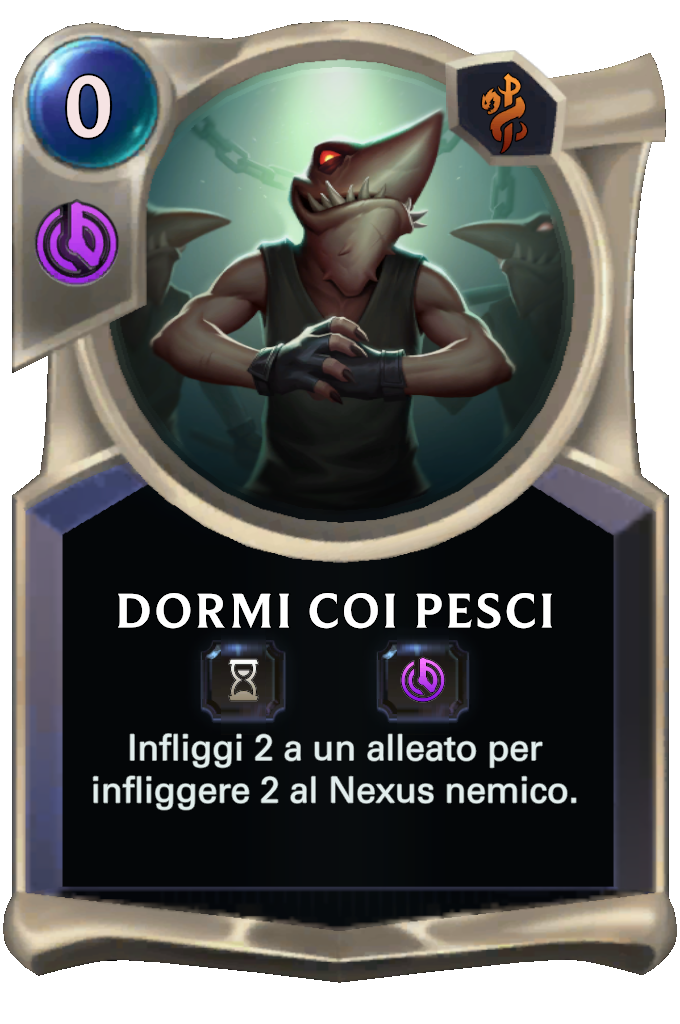 0
DORMI COI PESCI
Infliggi 2 a un alleato per
infliggere 2 al Nexus nemico.